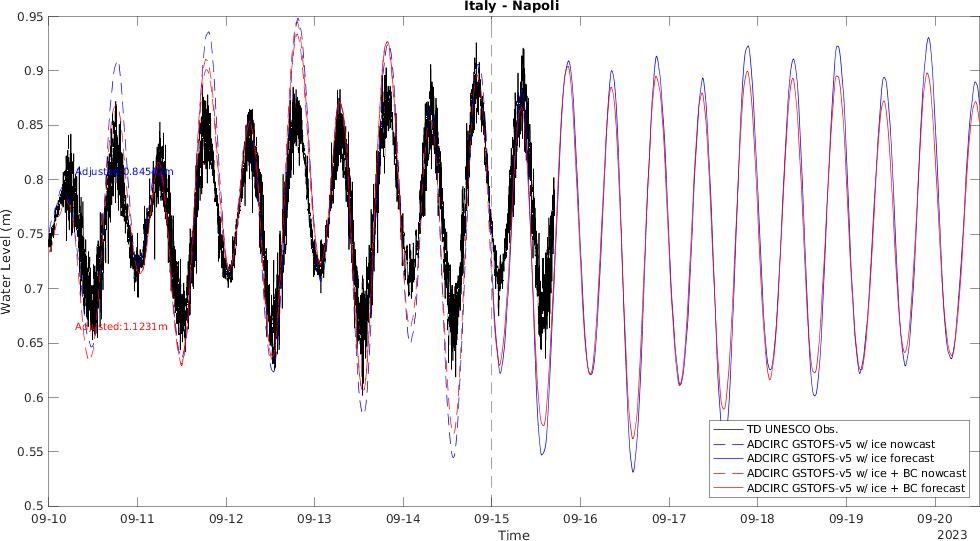 Italy - Napoli
Water Level (m)
0.95
0.9
0.85
0.8
0.75
0.7
0.65
0.6
0.55
0.5
Adjusted:1.1231m
TD UNESCO Obs.
ADCIRC GSTOFS-v5 w/ ice nowcast
ADCIRC GSTOFS-v5 w/ ice forecast
ADCIRC GSTOFS-v5 w/ ice + BC nowcast
ADCIRC GSTOFS-v5 w/ ice + BC forecast
09-10 09-11 09-12 09-13 09-14 09-15 09-16 09-17 09-18 09-19 09-20
Time
2023